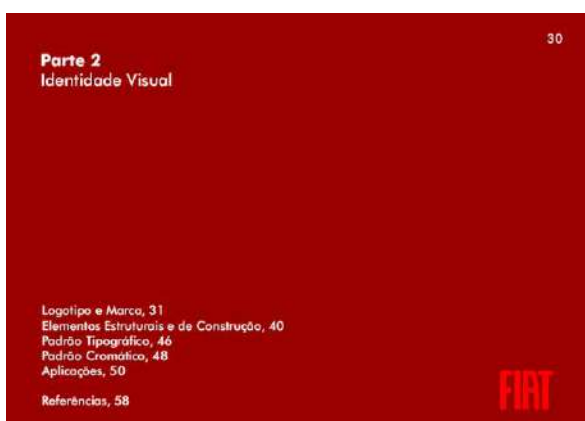 30
Parte 2
Identidade Visual
Logotipo e Marca, 31
Elementos Estruturais e de Construção, 40
Padrão Tipográfico, 46
Padrão Cromático, 48
Aplicações, 50
Referências, 58
FIAT